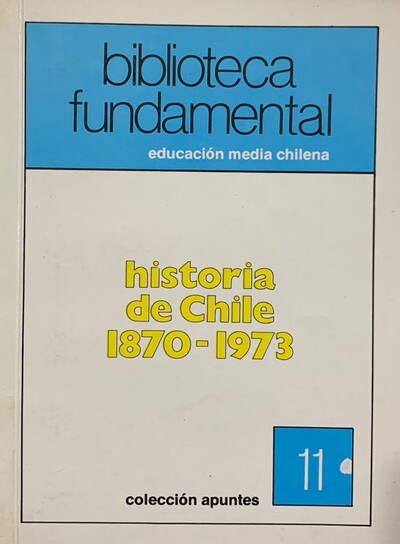 biblioteca
fundamental
educación media chilena
historia
de Chile
1870-1973
11
colección apuntes